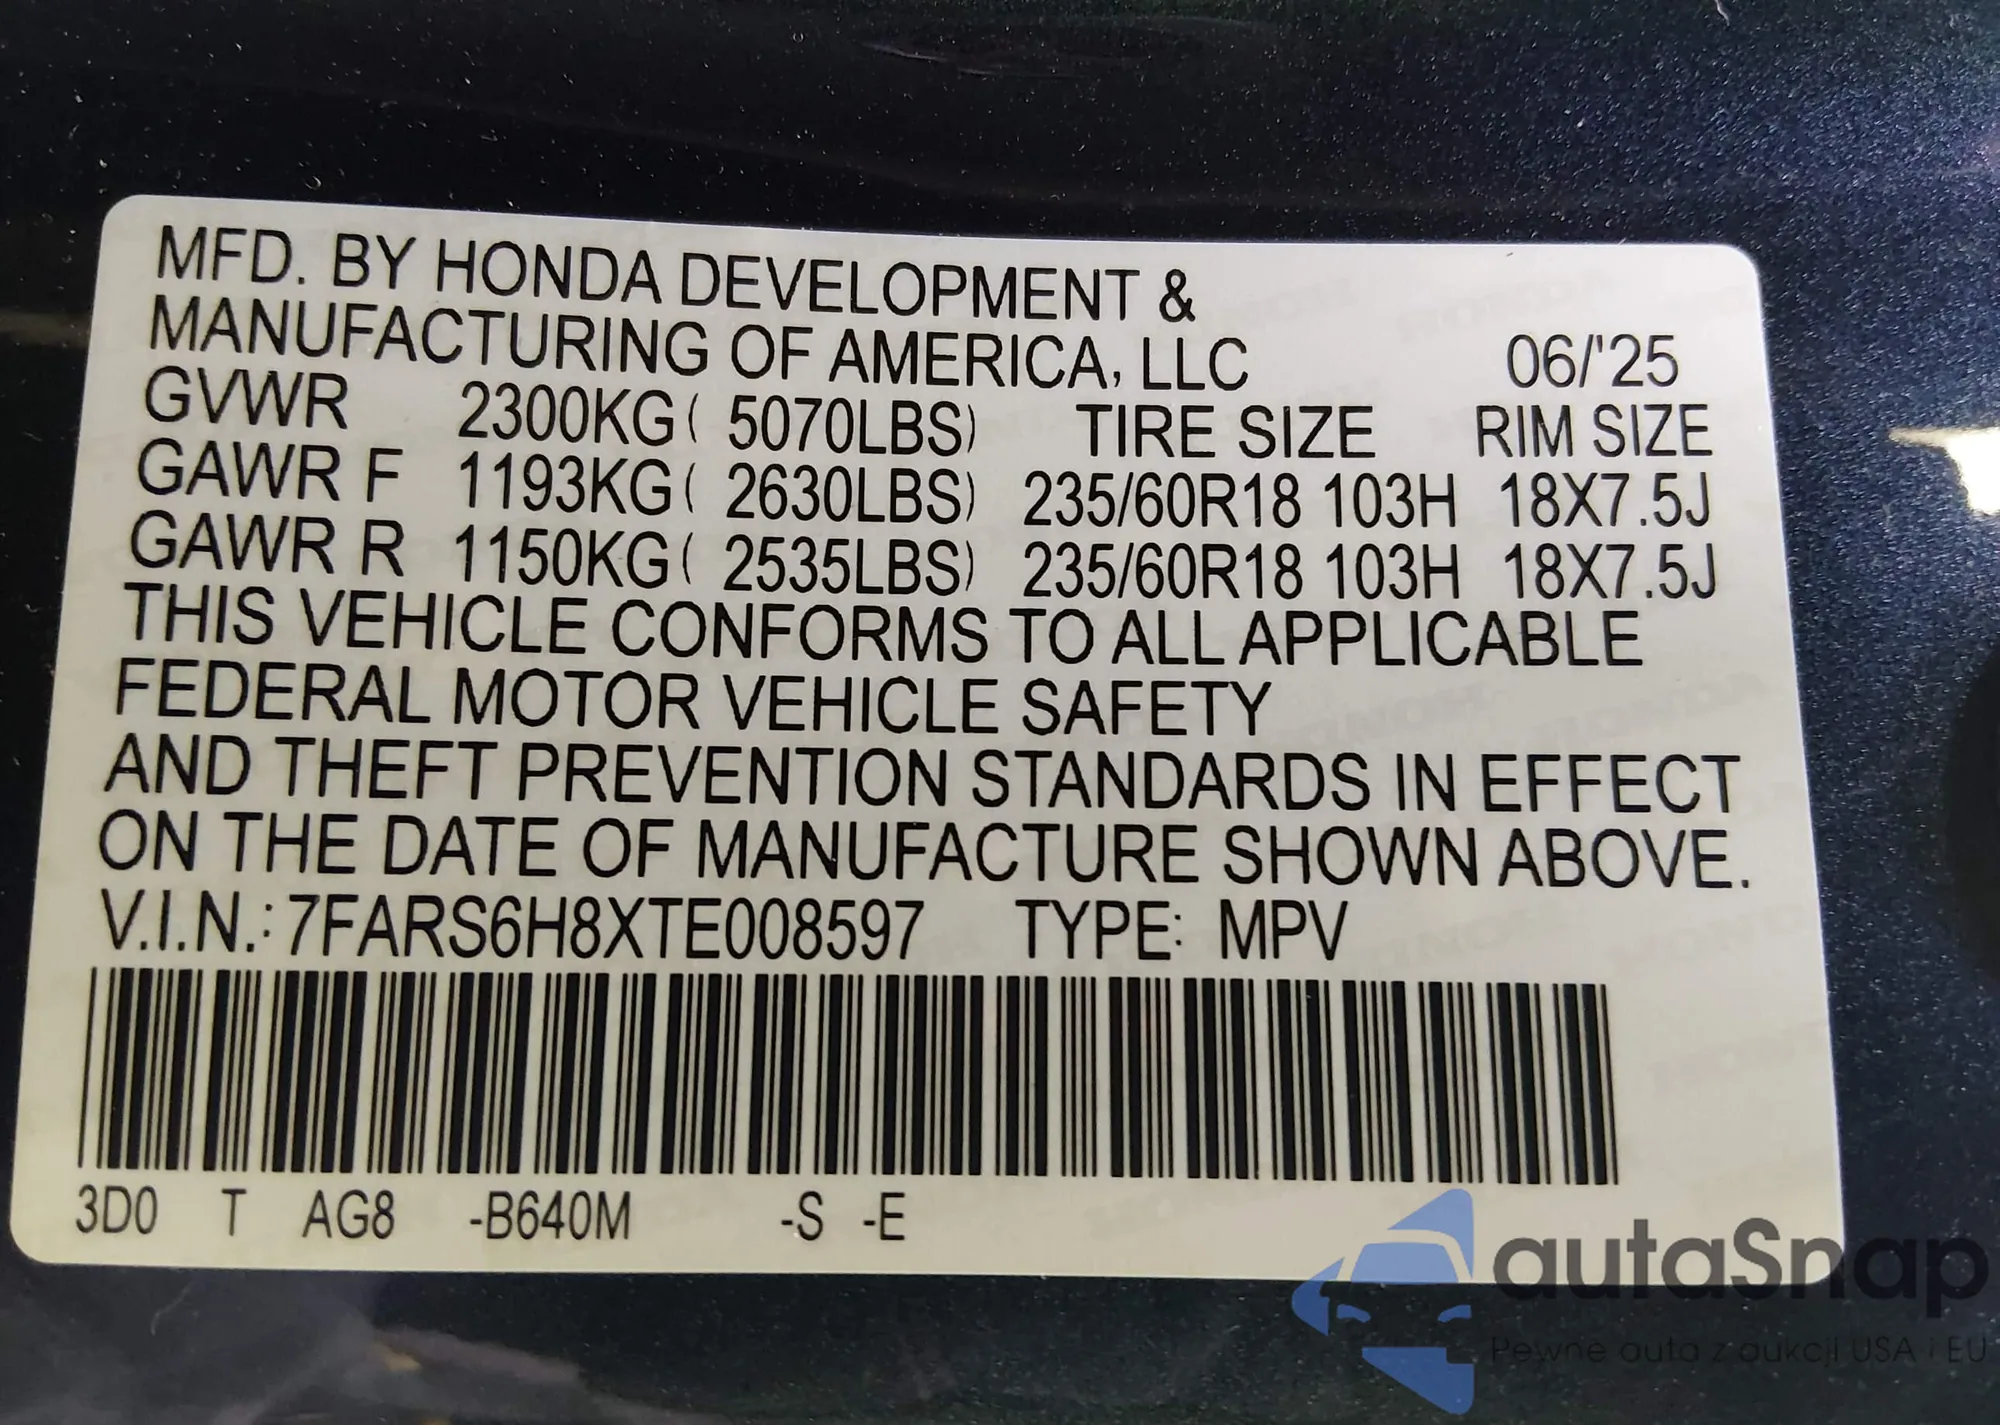 MFD. BY HONDA DEVELOPMENT &
MANUFACTURING OF AMERICA, LLC 06/'25
GVWR 2300KG( 5070LBS) TIRE SIZE RIM SIZE
GAWR F 1193KG( 2630LBS) 235/60R18 103H 18X7.5J
GAWR R 1150KG( 2535LBS) 235/60R18 103H 18X7.5J
THIS VEHICLE CONFORMS TO ALL APPLICABLE
FEDERAL MOTOR VEHICLE SAFETY
AND THEFT PREVENTION STANDARDS IN EFFECT
ON THE DATE OF MANUFACTURE SHOWN ABOVE.
V.I.N.: 7FARS6H8XTE008597 TYPE: MPV
3D0 T AG8 -B640M -S -E
autaSnap
Pewne auta z aukcji USA i EU